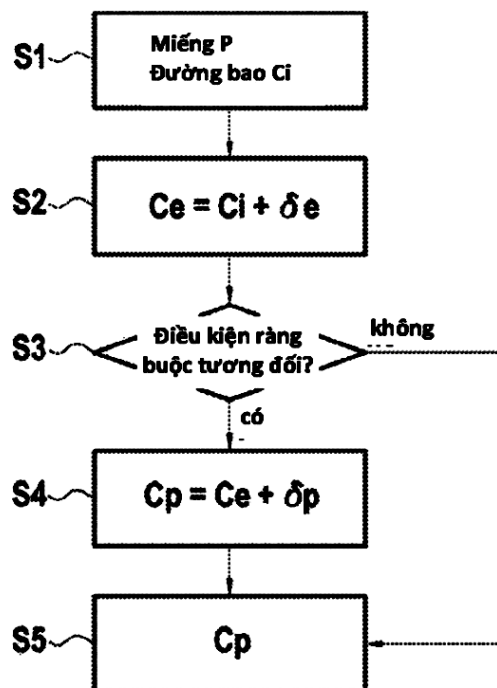 S1
Miếng P
Đường bao Ci
S2
Ce = Ci + δe
S3
Điều kiện ràng
buộc tương đối?
không
có
S4
Cp = Ce + δp
S5
Cp